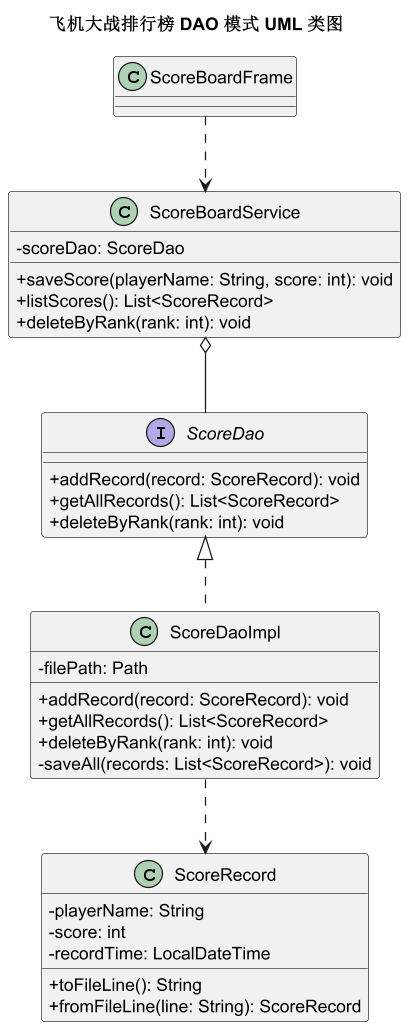 飞机大战排行榜 DAO 模式 UML 类图
C ScoreBoardFrame
C ScoreBoardService
-scoreDao: ScoreDao
+saveScore(playerName: String, score: int): void
+listScores(): List<ScoreRecord>
+deleteByRank(rank: int): void
I ScoreDao
+addRecord(record: ScoreRecord): void
+getAllRecords(): List<ScoreRecord>
+deleteByRank(rank: int): void
C ScoreDaoImpl
-filePath: Path
+addRecord(record: ScoreRecord): void
+getAllRecords(): List<ScoreRecord>
+deleteByRank(rank: int): void
-saveAll(records: List<ScoreRecord>): void
C ScoreRecord
-playerName: String
-score: int
-recordTime: LocalDateTime
+toFileLine(): String
+fromFileLine(line: String): ScoreRecord